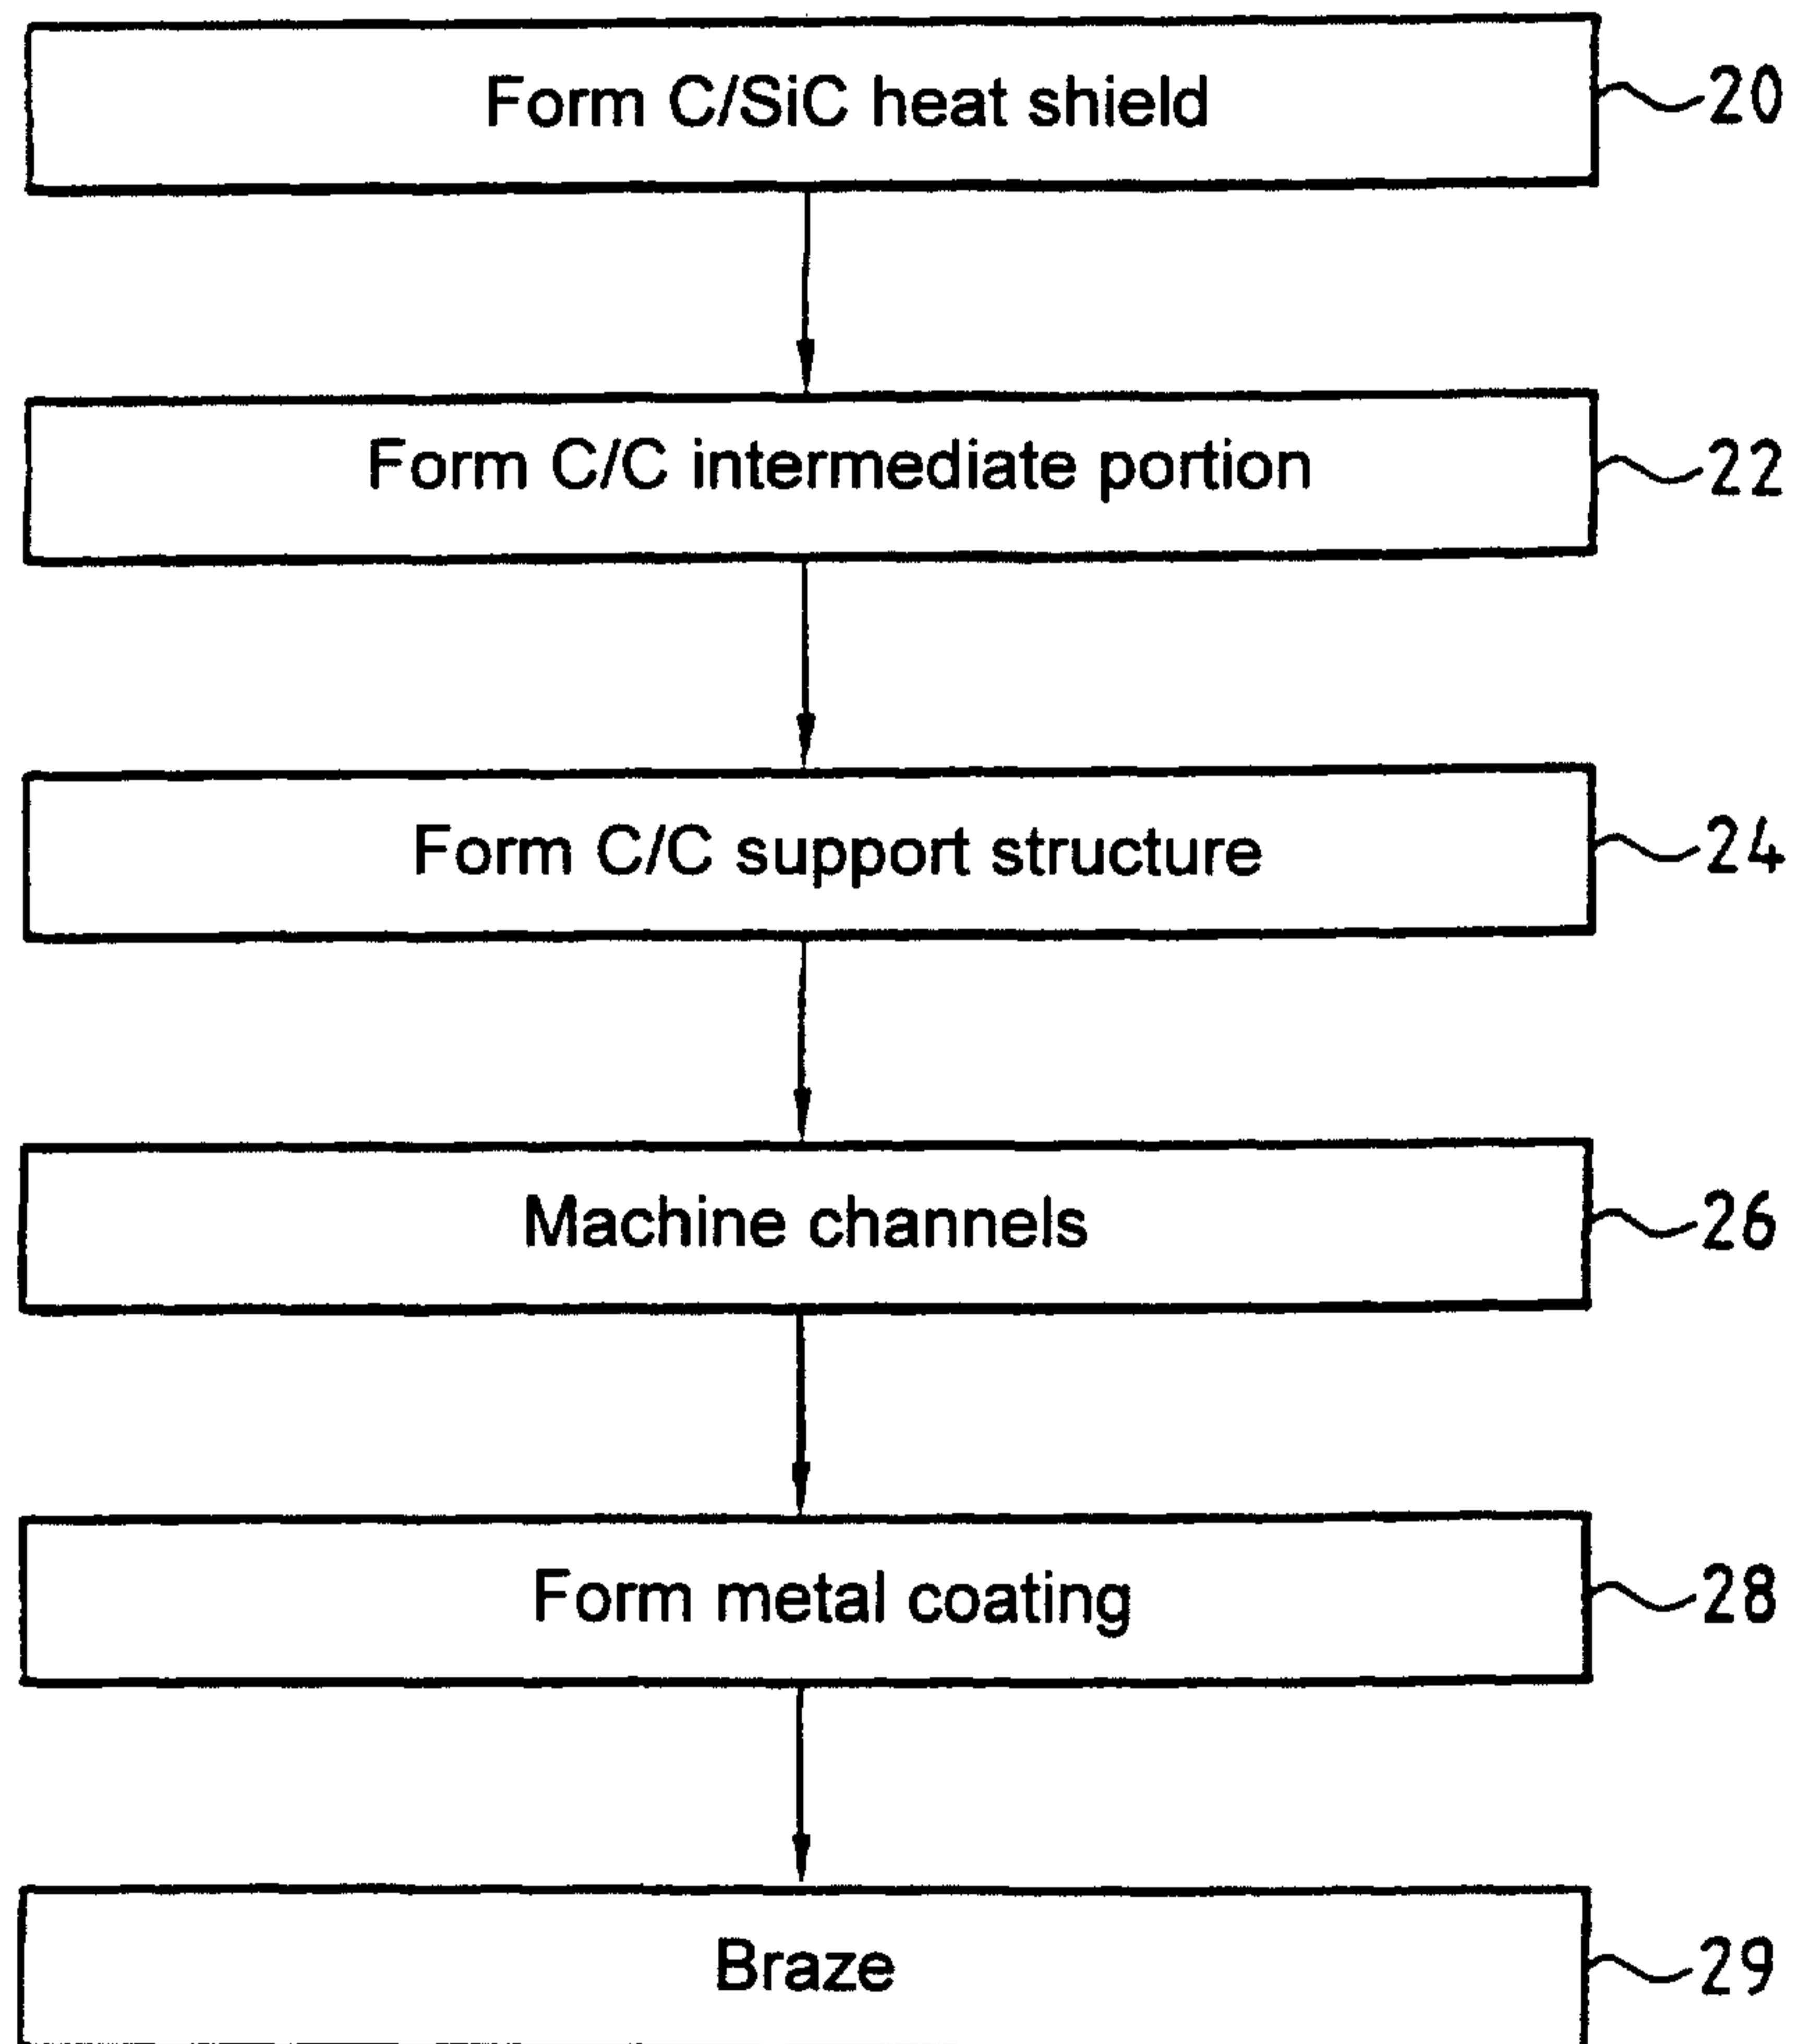 Form C/SiC heat shield
20
Form C/C intermediate portion
22
Form C/C support structure
24
Machine channels
26
Form metal coating
28
Braze
29